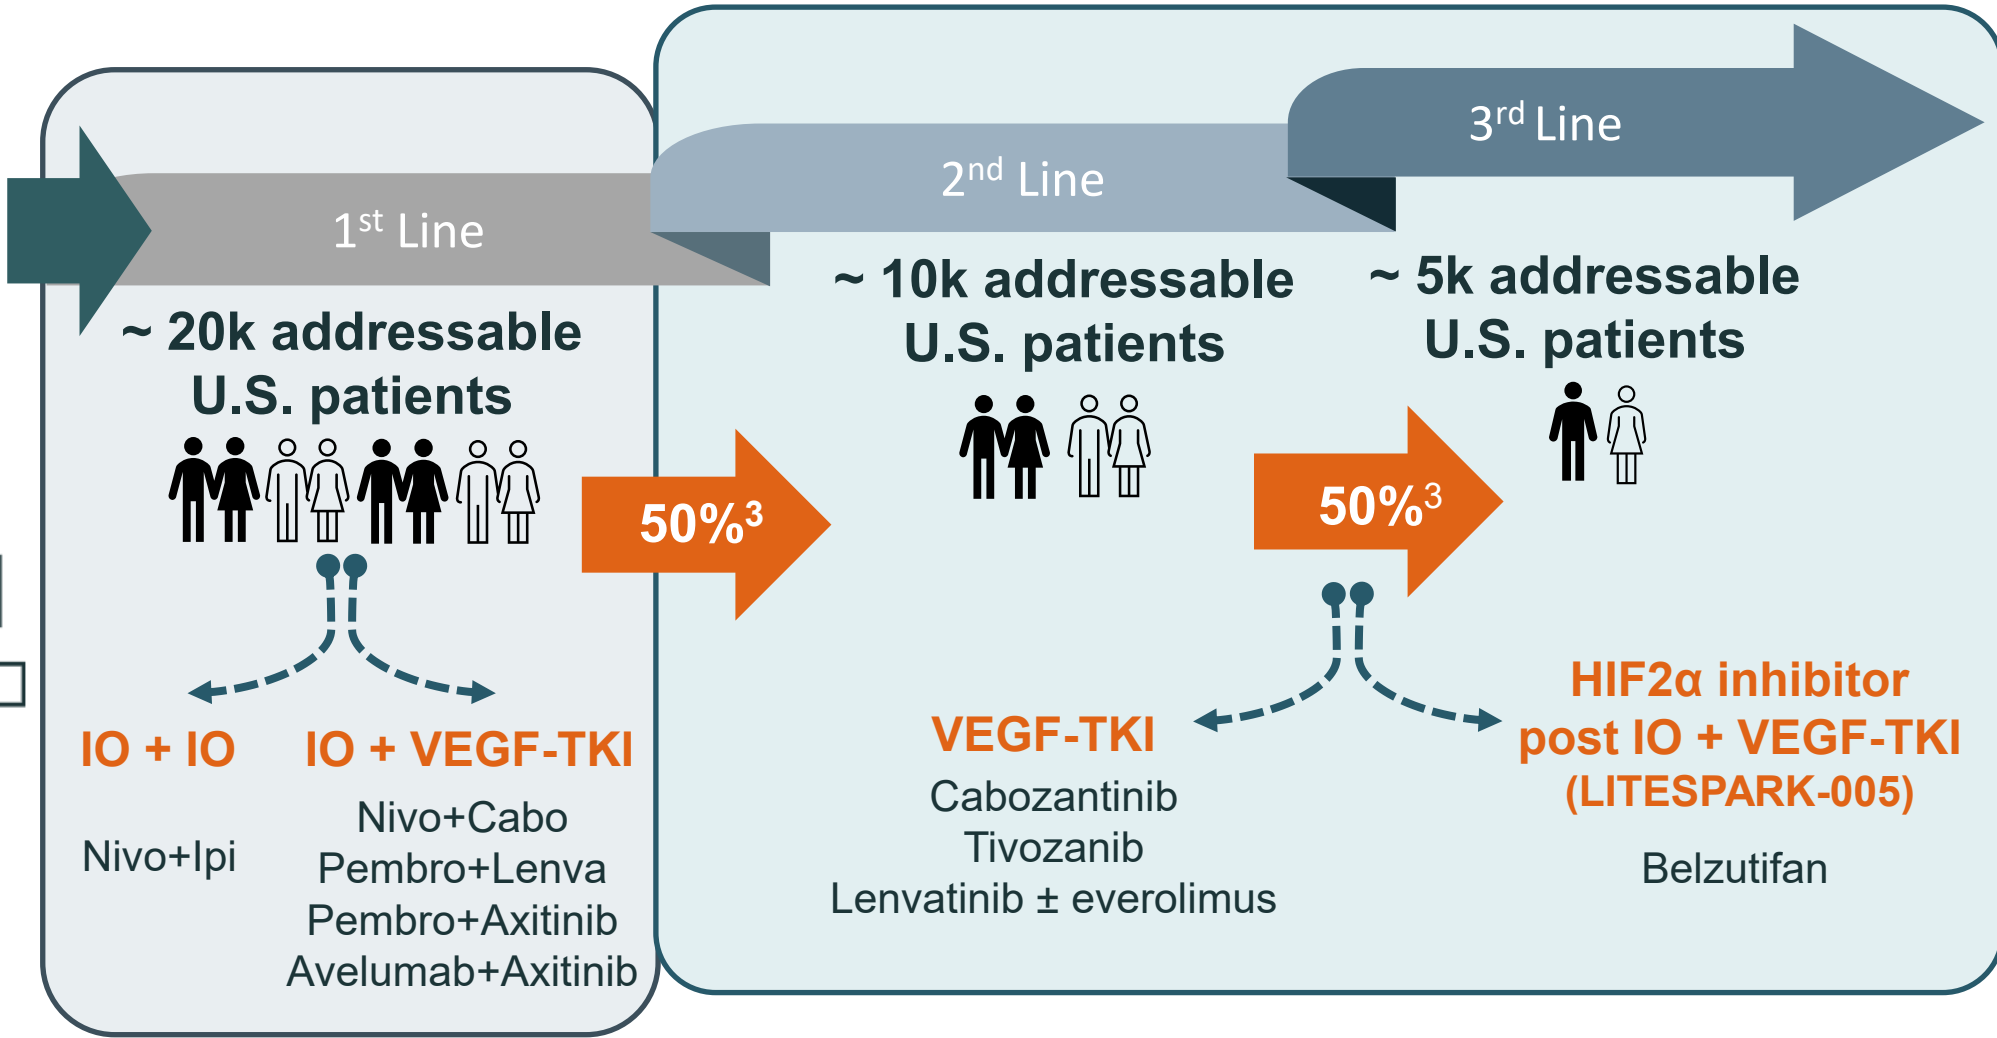 1st Line
2nd Line
3rd Line
~ 20k addressable
U.S. patients
~ 10k addressable
U.S. patients
~ 5k addressable
U.S. patients
50%3
50%3
IO + IO
Nivo+Ipi
IO + VEGF-TKI
Nivo+Cabo
Pembro+Lenva
Pembro+Axitinib
Avelumab+Axitinib
VEGF-TKI
Cabozantinib
Tivozanib
Lenvatinib ± everolimus
HIF2α inhibitor
post IO + VEGF-TKI
(LITESPARK-005)
Belzutifan